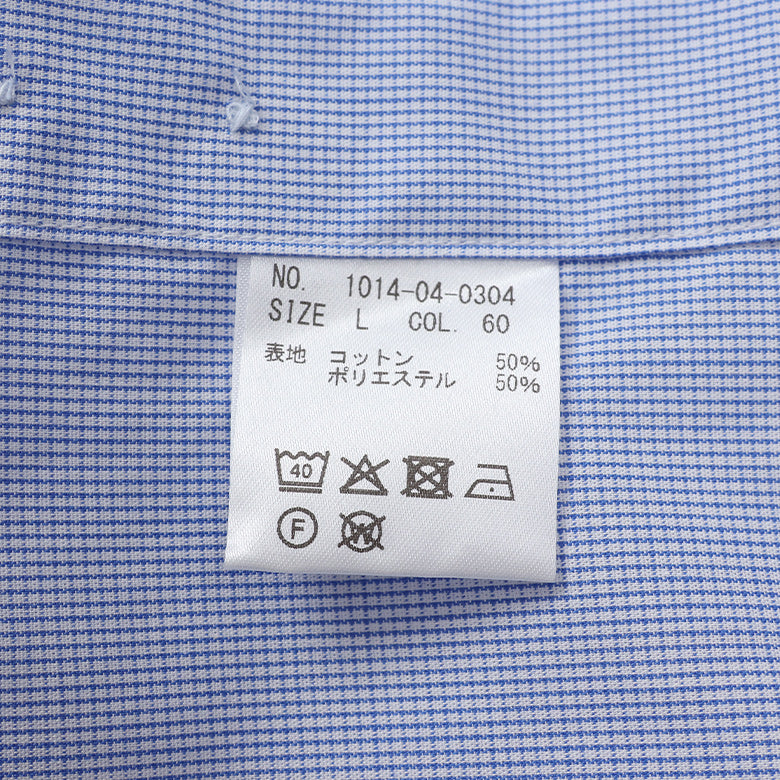 NO. 1014-04-0304
SIZE L COL. 60
表地 コットン 50%
ポリエステル 50%
40
F W